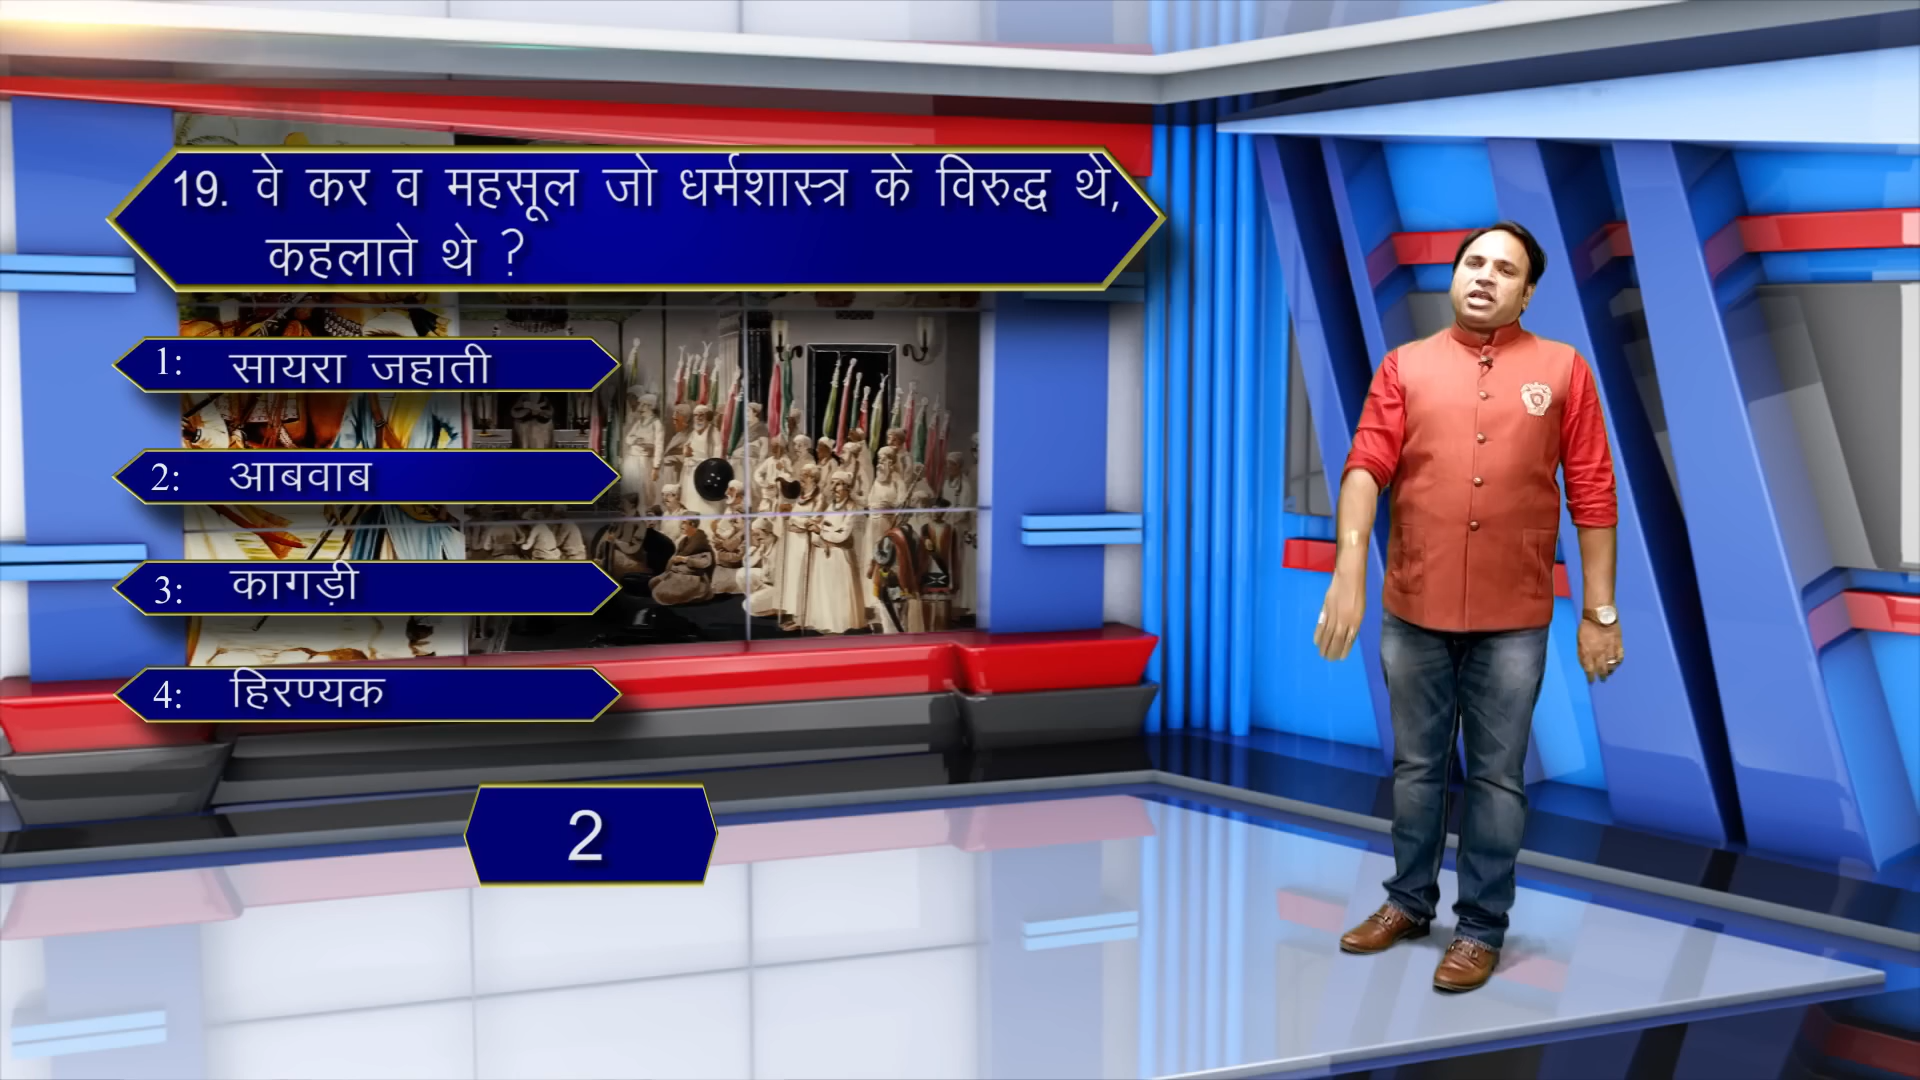 19. वे कर व महसूल जो धर्मशास्त्र के विरुद्ध थे,
कहलाते थे ?
1: सायरा जहाती
2: आबवाब
3: कागड़ी
4: हिरण्यक
2